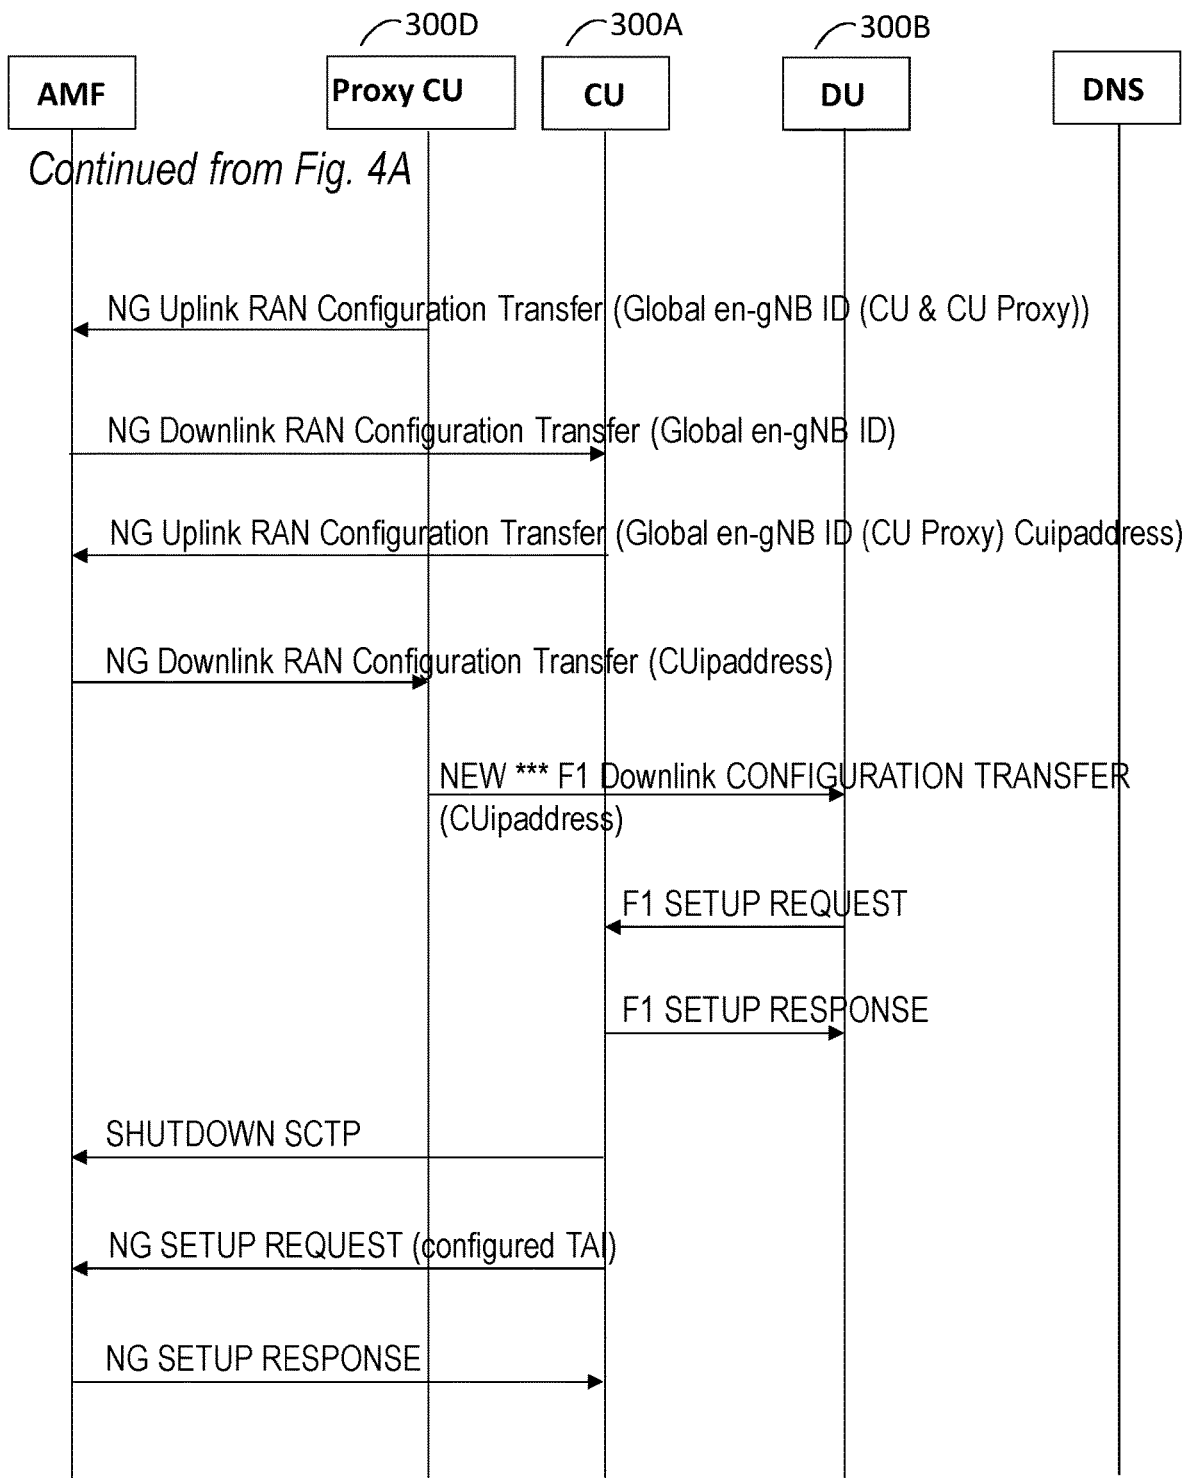 300D
300A
300B
AMF
Proxy CU
CU
DU
DNS
Continued from Fig. 4A
NG Uplink RAN Configuration Transfer (Global en-gNB ID (CU & CU Proxy))
NG Downlink RAN Configuration Transfer (Global en-gNB ID)
NG Uplink RAN Configuration Transfer (Global en-gNB ID (CU Proxy) Cuipaddress)
NG Downlink RAN Configuration Transfer (CUipaddress)
NEW *** F1 Downlink CONFIGURATION TRANSFER
(CUipaddress)
F1 SETUP REQUEST
F1 SETUP RESPONSE
SHUTDOWN SCTP
NG SETUP REQUEST (configured TAI)
NG SETUP RESPONSE